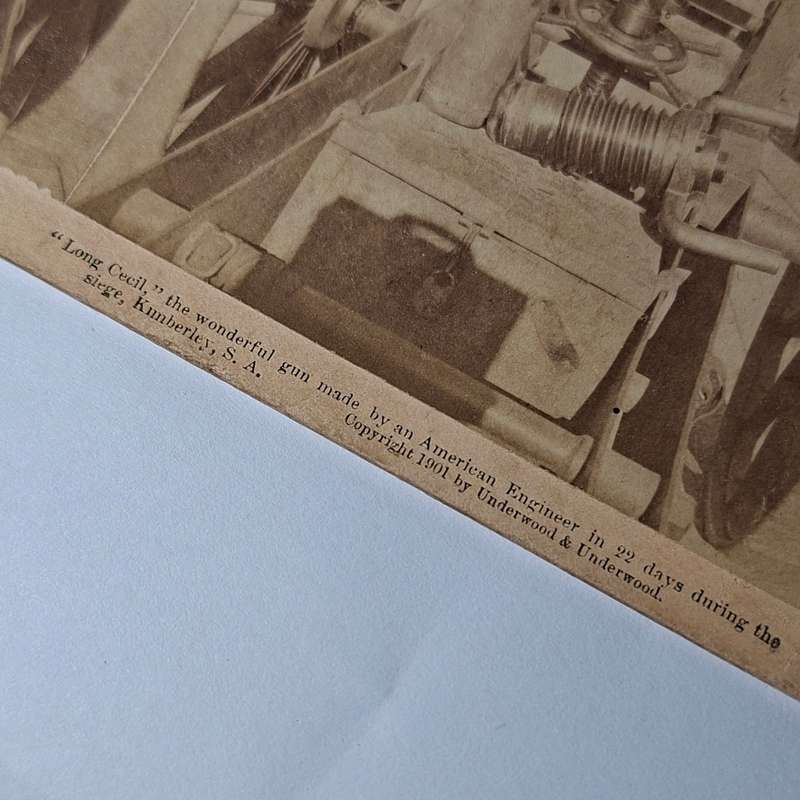 “Long Cecil,” the wonderful gun made by an American Engineer in 22 days during the
siege, Kimberley, S. A.
Copyright 1901 by Underwood & Underwood.